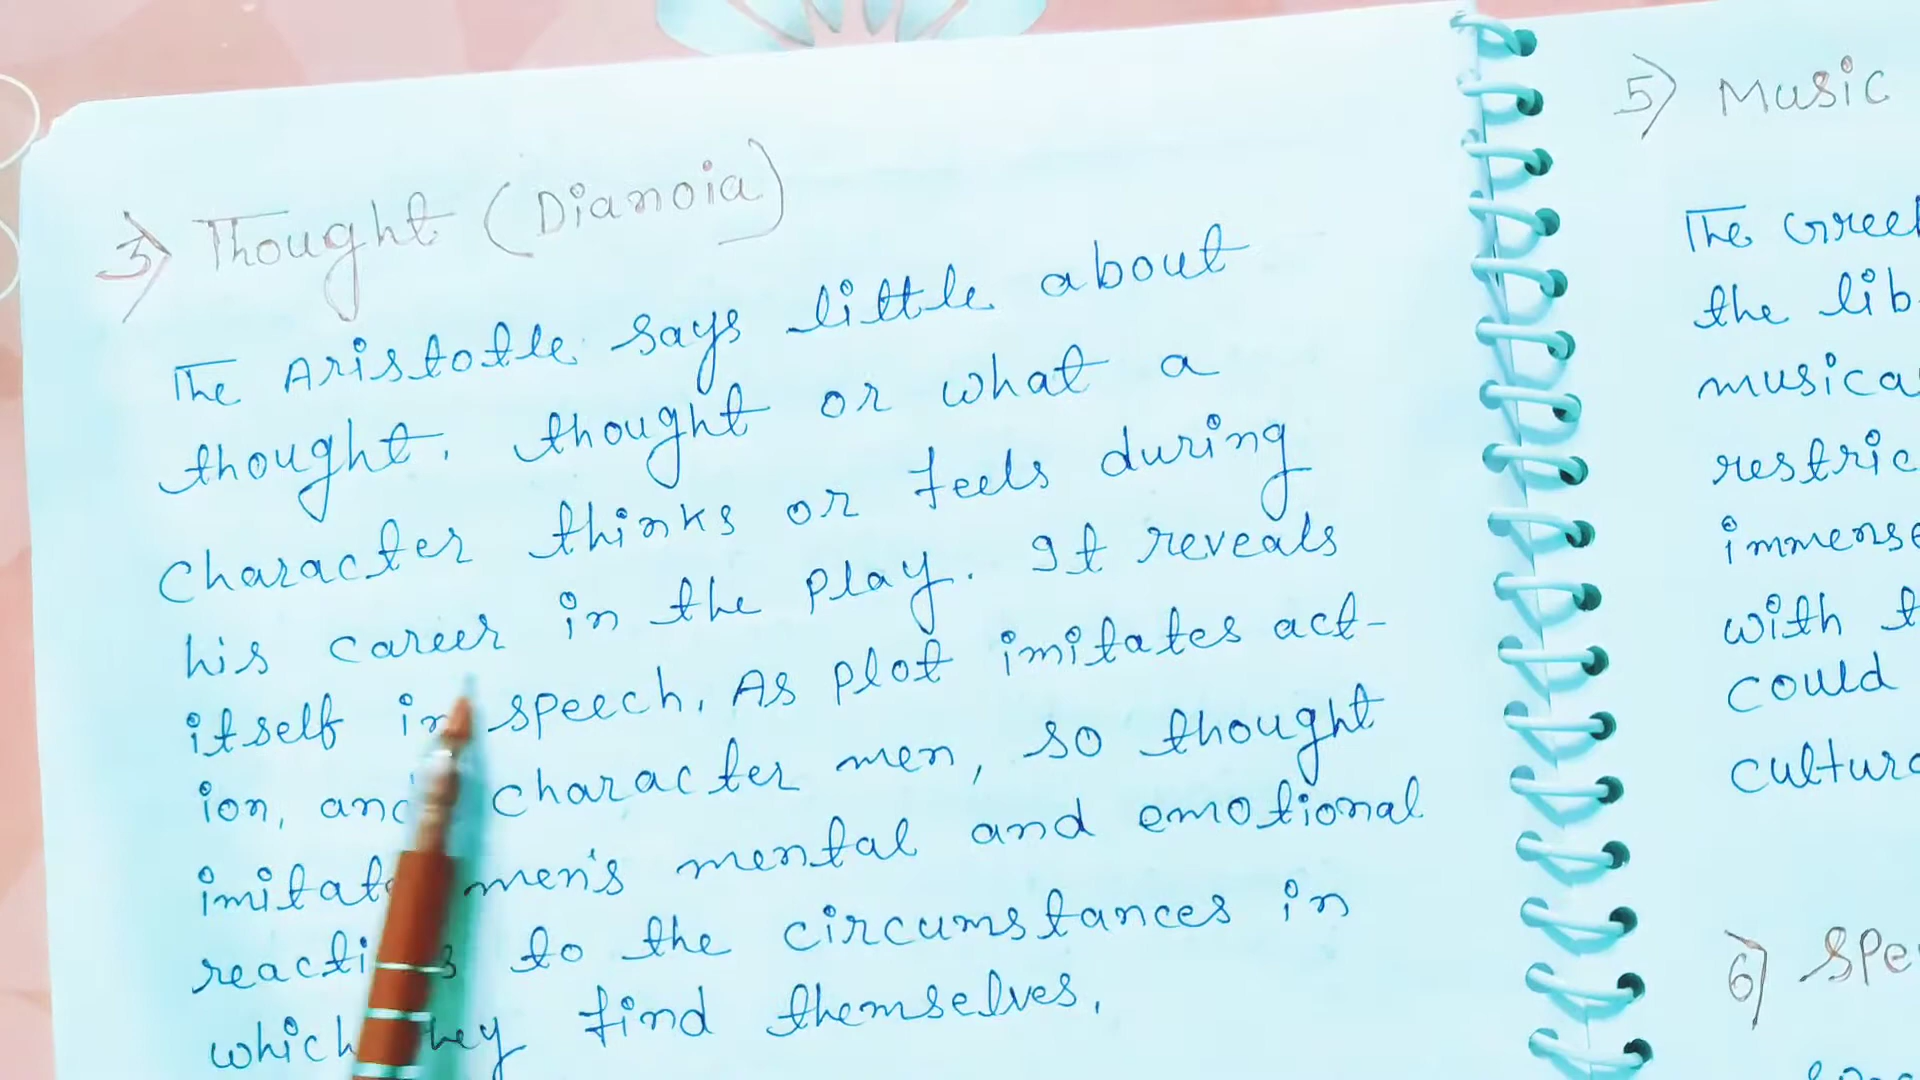 3) Thought (Dianoia)
The Aristotle says little about
thought. thought or what a
character thinks or feels during
his career in the play. It reveals
itself in speech. As plot imitates act-
ion, and character men, so thought
imitat men's mental and emotional
reacti s to the circumstances in
which hey find themselves.
5) Music
The Greek
the lib
musica
restric
immense
with t
could
cultura
6) Spe